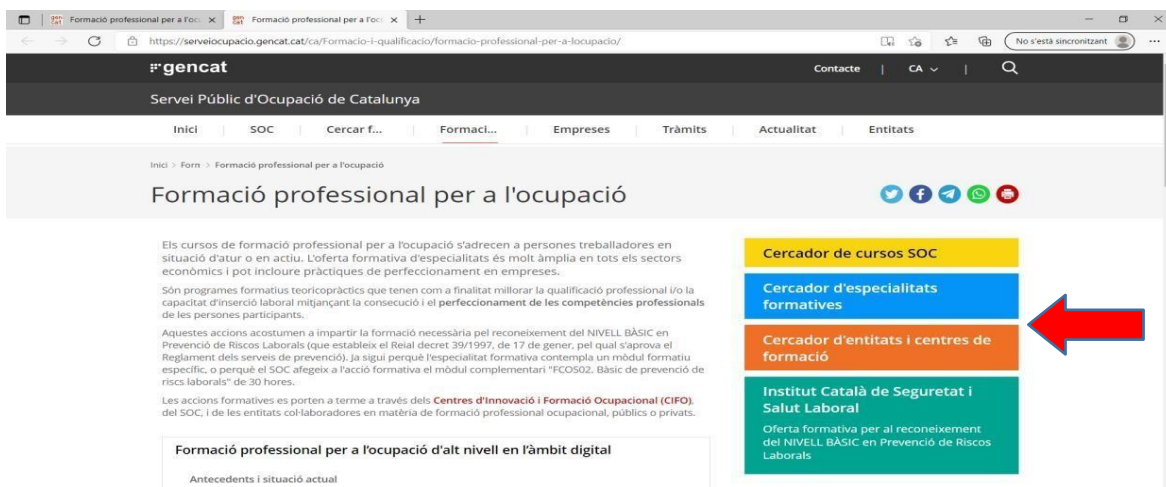 Formació professional per a l'oc
Formació professional per a l'oc
https://serveiocupacio.gencat.cat/ca/Formacio-i-qualificacio/formacio-professional-per-a-locupacio/
No s'està sincronitzant
gencat
Contacte | CA | 
Servei Públic d'Ocupació de Catalunya
Inici | SOC | Cercar f... | Formaci... | Empreses | Tràmits | Actualitat | Entitats
Inici > Form > Formació professional per a l'ocupació
Formació professional per a l'ocupació
Els cursos de formació professional per a l'ocupació s'adrecen a persones treballadores en
situació d'atur o en actiu. L'oferta formativa d'especialitats és molt àmplia en tots els sectors
econòmics i pot incloure pràctiques de perfeccionament en empreses.
Són programes formatius teoricopràctics que tenen com a finalitat millorar la qualificació professional i/o la
capacitat d'inserció laboral mitjançant la consecució i el perfeccionament de les competències professionals
de les persones participants.
Aquestes accions acostumen a impartir la formació necessària pel reconeixement del NIVELL BÀSIC en
Prevenció de Riscos Laborals (que estableix el Reial decret 39/1997, de 17 de gener, pel qual s'aprova el
Reglament dels serveis de prevenció). Ja sigui perquè l'especialitat formativa contempla un mòdul formatiu
específic, o perquè el SOC afegeix a l'acció formativa el mòdul complementari "FCOS02. Bàsic de prevenció de
riscs laborals" de 30 hores.
Les accions formatives es porten a terme a través dels Centres d'Innovació i Formació Ocupacional (CIFO),
del SOC, i de les entitats col·laboradores en matèria de formació professional ocupacional, públics o privats.
Formació professional per a l'ocupació d'alt nivell en l'àmbit digital
Antecedents i situació actual
Cercador de cursos SOC
Cercador d'especialitats
formatives
Cercador d'entitats i centres de
formació
Institut Català de Seguretat i
Salut Laboral
Oferta formativa per al reconeixement
del NIVELL BÀSIC en Prevenció de Riscos
Laborals